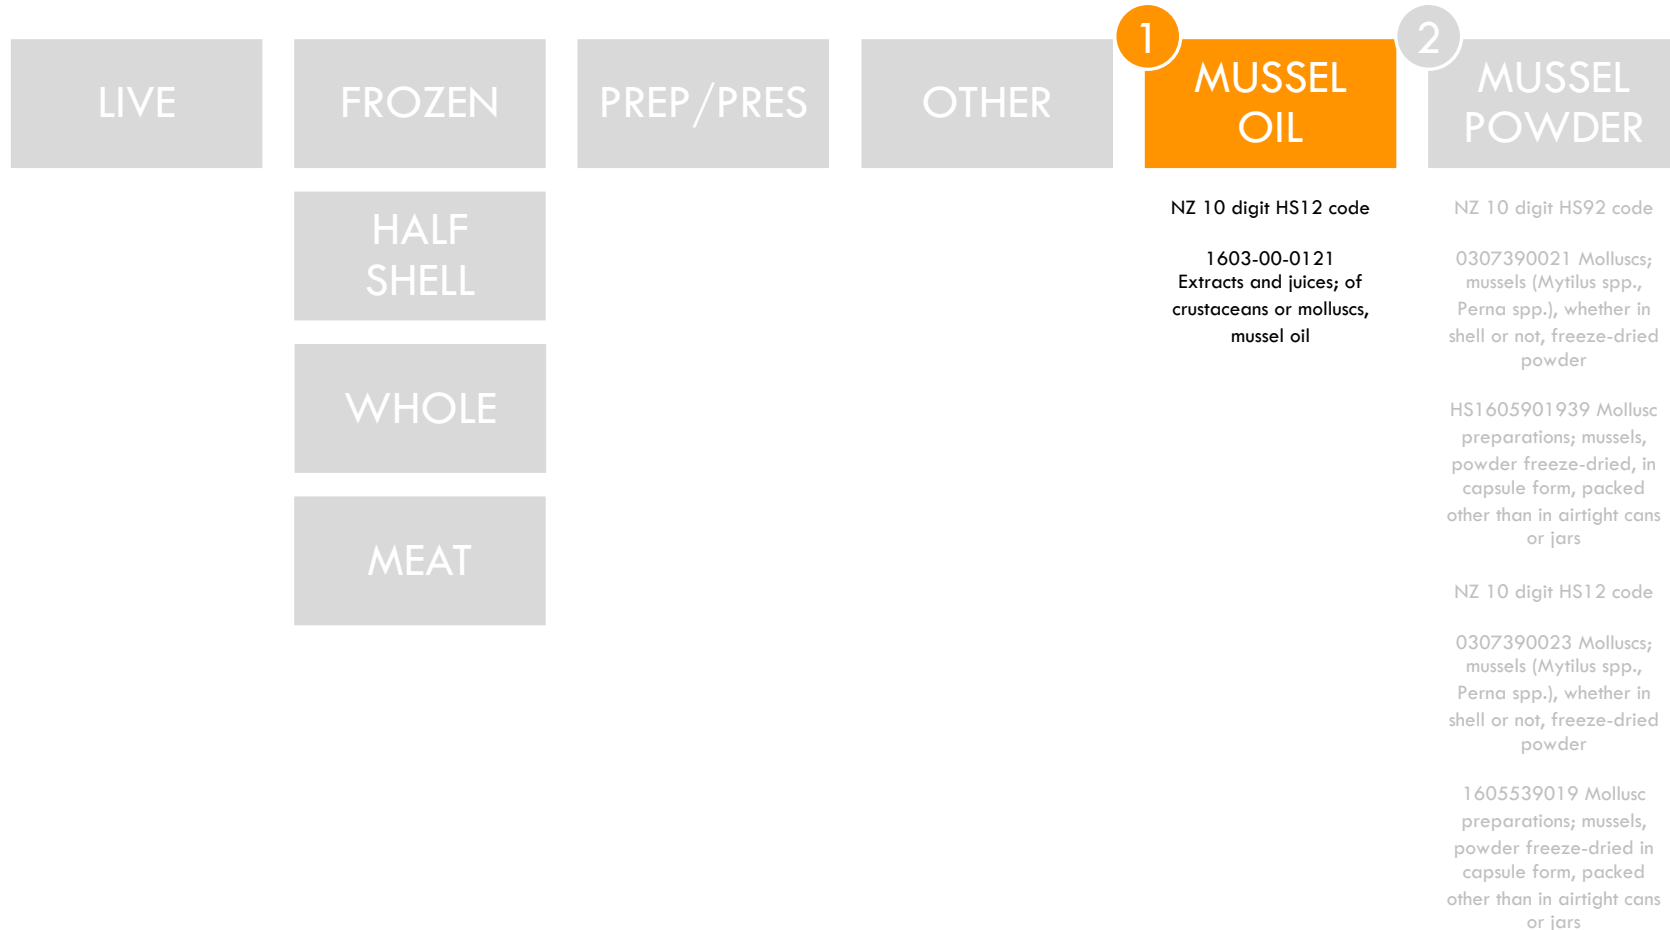 LIVE
FROZEN
PREP/PRES
OTHER
1
MUSSEL
OIL
2
MUSSEL
POWDER
HALF
SHELL
WHOLE
MEAT
NZ 10 digit HS12 code
1603-00-0121
Extracts and juices; of
crustaceans or molluscs,
mussel oil
NZ 10 digit HS92 code
0307390021 Molluscs;
mussels (Mytilus spp.,
Perna spp.), whether in
shell or not, freeze-dried
powder
HS1605901939 Mollusc
preparations; mussels,
powder freeze-dried, in
capsule form, packed
other than in airtight cans
or jars
NZ 10 digit HS12 code
0307390023 Molluscs;
mussels (Mytilus spp.,
Perna spp.), whether in
shell or not, freeze-dried
powder
1605539019 Mollusc
preparations; mussels,
powder freeze-dried in
capsule form, packed
other than in airtight cans
or jars